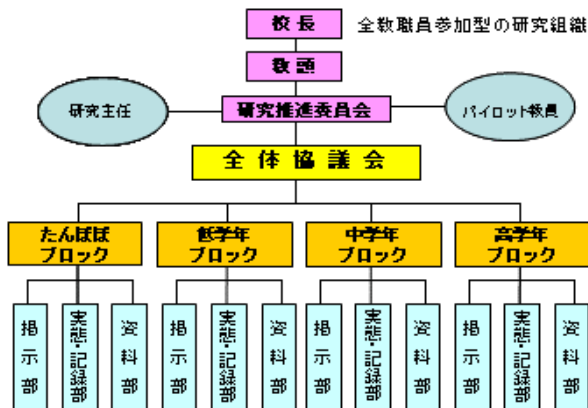 校長
全教職員参加型の研究組織
教頭
研究主任
研究推進委員会
パイロット教員
全体協議会
たんぽぽ
ブロック
低学年
ブロック
中学年
ブロック
高学年
ブロック
掲示部
実態・記録部
資料部
掲示部
実態・記録部
資料部
掲示部
実態・記録部
資料部
掲示部
実態・記録部
資料部